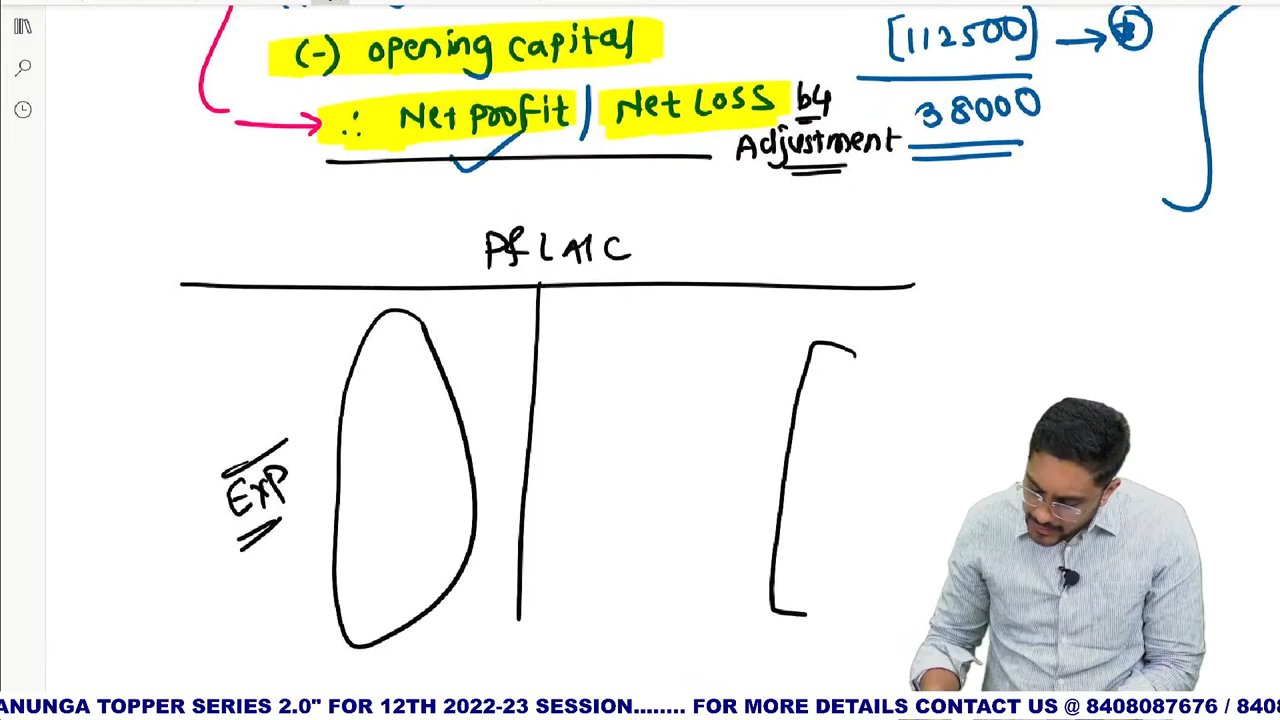 (-) opening capital [112500]
∴ Net profit | Net Loss b4 38000
Adjustment
P&L A/C
Exp
ANUNGA TOPPER SERIES 2.0" FOR 12TH 2022-23 SESSION........ FOR MORE DETAILS CONTACT US @ 8408087676 / 8408